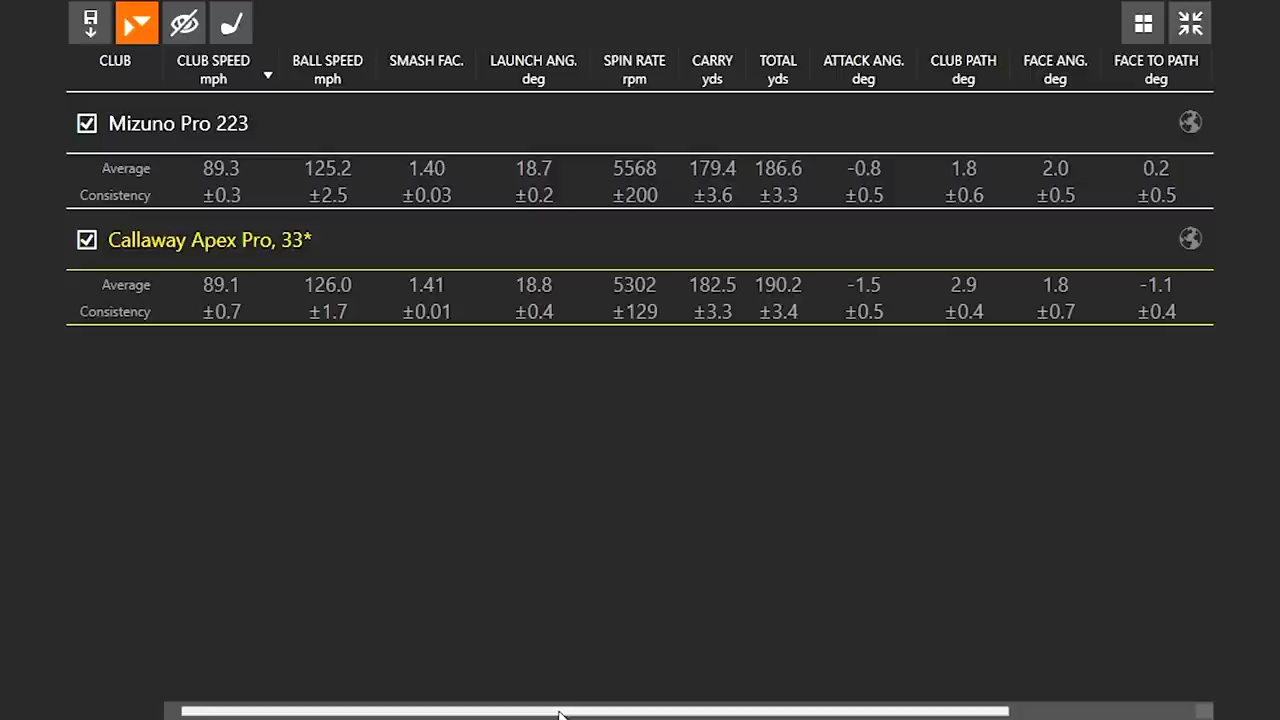 CLUB CLUB SPEED BALL SPEED SMASH FAC. LAUNCH ANG. SPIN RATE CARRY TOTAL ATTACK ANG. CLUB PATH FACE ANG. FACE TO PATH
mph mph deg rpm yds yds deg deg deg deg
Mizuno Pro 223
Average 89.3 125.2 1.40 18.7 5568 179.4 186.6 -0.8 1.8 2.0 0.2
Consistency ±0.3 ±2.5 ±0.03 ±0.2 ±200 ±3.6 ±3.3 ±0.5 ±0.6 ±0.5 ±0.5
Callaway Apex Pro, 33*
Average 89.1 126.0 1.41 18.8 5302 182.5 190.2 -1.5 2.9 1.8 -1.1
Consistency ±0.7 ±1.7 ±0.01 ±0.4 ±129 ±3.3 ±3.4 ±0.5 ±0.4 ±0.7 ±0.4